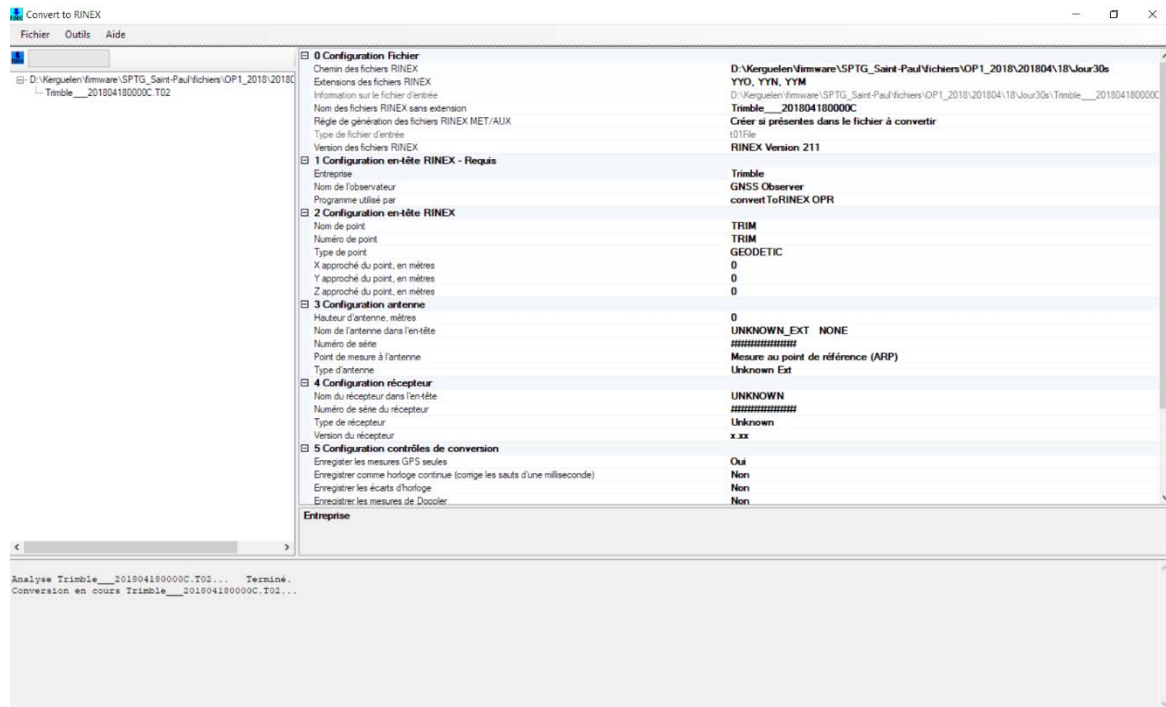 Convert to RINEX
Fichier Outils Aide
D:\Kerguelen\firmware\SPTG_Saint-Paul\fichiers\OP1_2018\2018C
Trimble___201804180000C.T02
0 Configuration Fichier
Chemin des fichiers RINEX D:\Kerguelen\firmware\SPTG_Saint-Paul\fichiers\OP1_2018\201804\18\Jour30s
Extensions des fichiers RINEX YYO, YYN, YYM
Information sur le fichier d'entrée D:\Kerguelen\firmware\SPTG_Saint-Paul\fichiers\OP1_2018\201804\18\Jour30s\Trimble___201804180000C
Nom des fichiers RINEX sans extension Trimble___201804180000C
Règle de génération des fichiers RINEX MET/AUX Créer si présentes dans le fichier à convertir
Type de fichier d'entrée t01File
Version des fichiers RINEX RINEX Version 211
1 Configuration en-tête RINEX - Requis
Entreprise Trimble
Nom de l'observateur GNSS Observer
Programme utilisé par convertToRINEX OPR
2 Configuration en-tête RINEX
Nom de point TRIM
Numéro de point TRIM
Type de point GEODETIC
X approché du point, en mètres 0
Y approché du point, en mètres 0
Z approché du point, en mètres 0
3 Configuration antenne
Hauteur d'antenne, mètres 0
Nom de l'antenne dans l'en-tête UNKNOWN_EXT NONE
Numéro de série ############
Point de mesure à l'antenne Mesure au point de référence (ARP)
Type d'antenne Unknown Ext
4 Configuration récepteur
Nom du récepteur dans l'en-tête UNKNOWN
Numéro de série du récepteur ############
Type de récepteur Unknown
Version du récepteur x.xx
5 Configuration contrôles de conversion
Enregister les mesures GPS seules Oui
Enregistrer comme horloge continue (corrige les sauts d'une milliseconde) Non
Enregistrer les écarts d'horloge Non
Enregistrer les mesures de Doppler Non
Entreprise
Analyse Trimble___201804180000C.T02... Terminé.
Conversion en cours Trimble___201804180000C.T02...